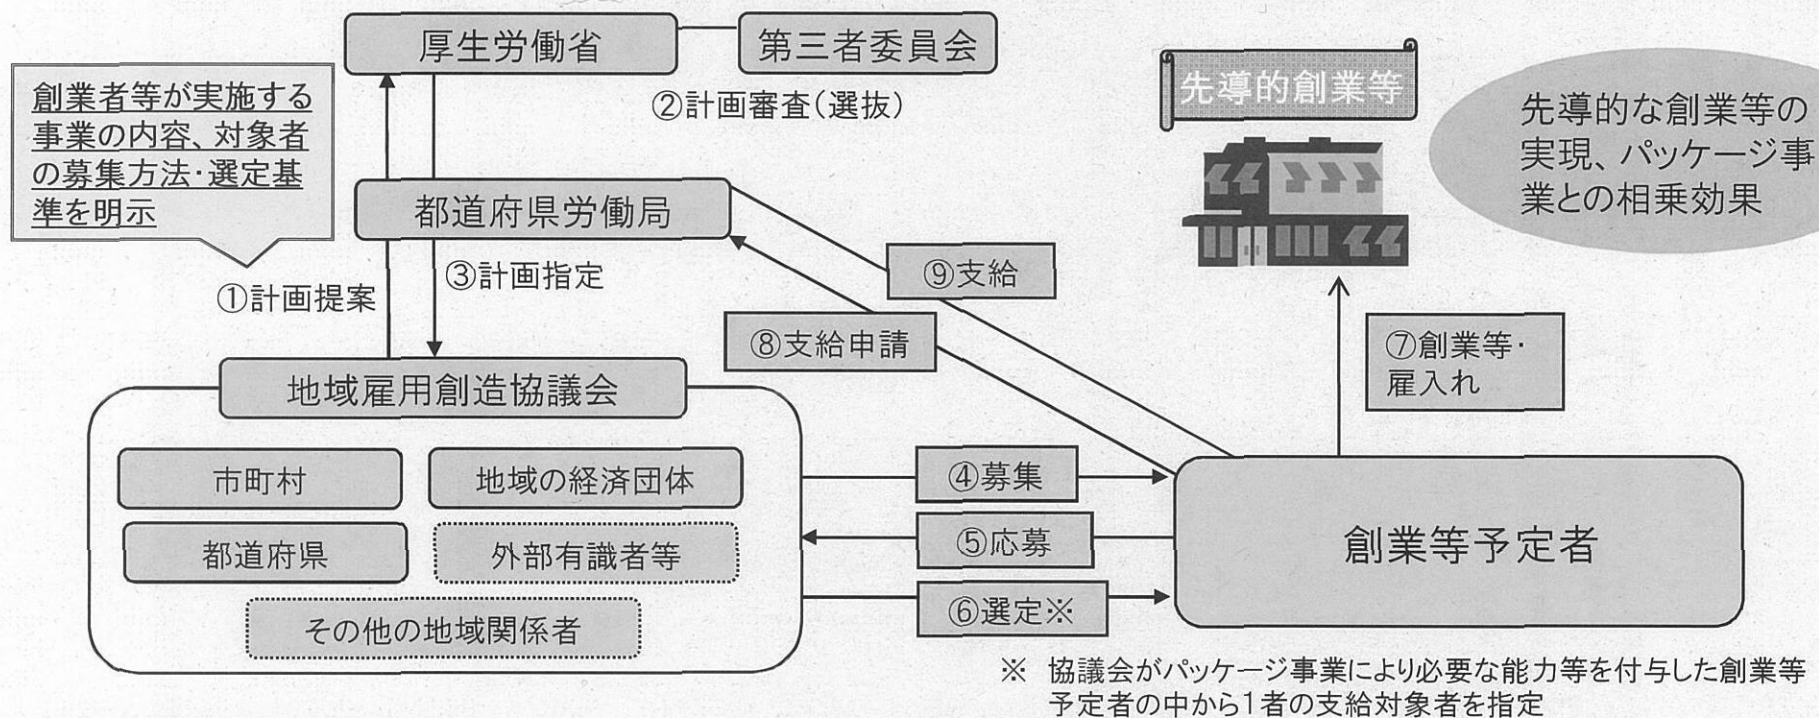 厚生労働省
第三者委員会
創業者等が実施する
事業の内容、対象者
の募集方法・選定基
準を明示
②計画審査(選抜)
先導的創業等
先導的な創業等の
実現、パッケージ事
業との相乗効果
都道府県労働局
①計画提案
③計画指定
⑨支給
⑧支給申請
⑦創業等・
雇入れ
地域雇用創造協議会
市町村
地域の経済団体
都道府県
外部有識者等
その他の地域関係者
④募集
⑤応募
⑥選定※
創業等予定者
※ 協議会がパッケージ事業により必要な能力等を付与した創業等
予定者の中から1者の支給対象者を指定